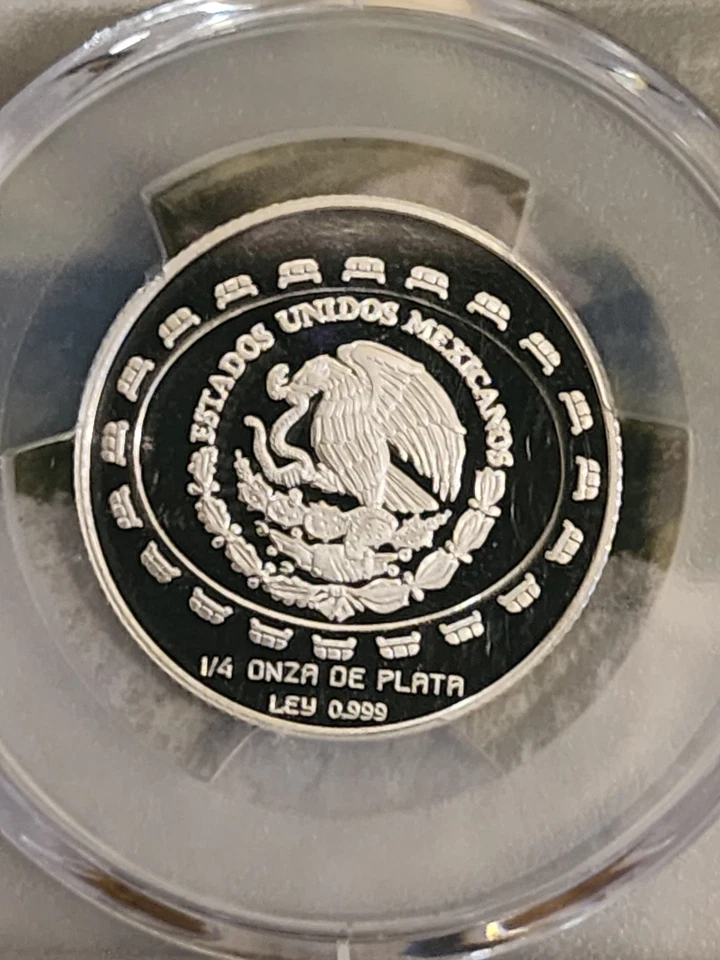 ESTADOS UNIDOS MEXICANOS
1/4 ONZA DE PLATA
LEY 0.999